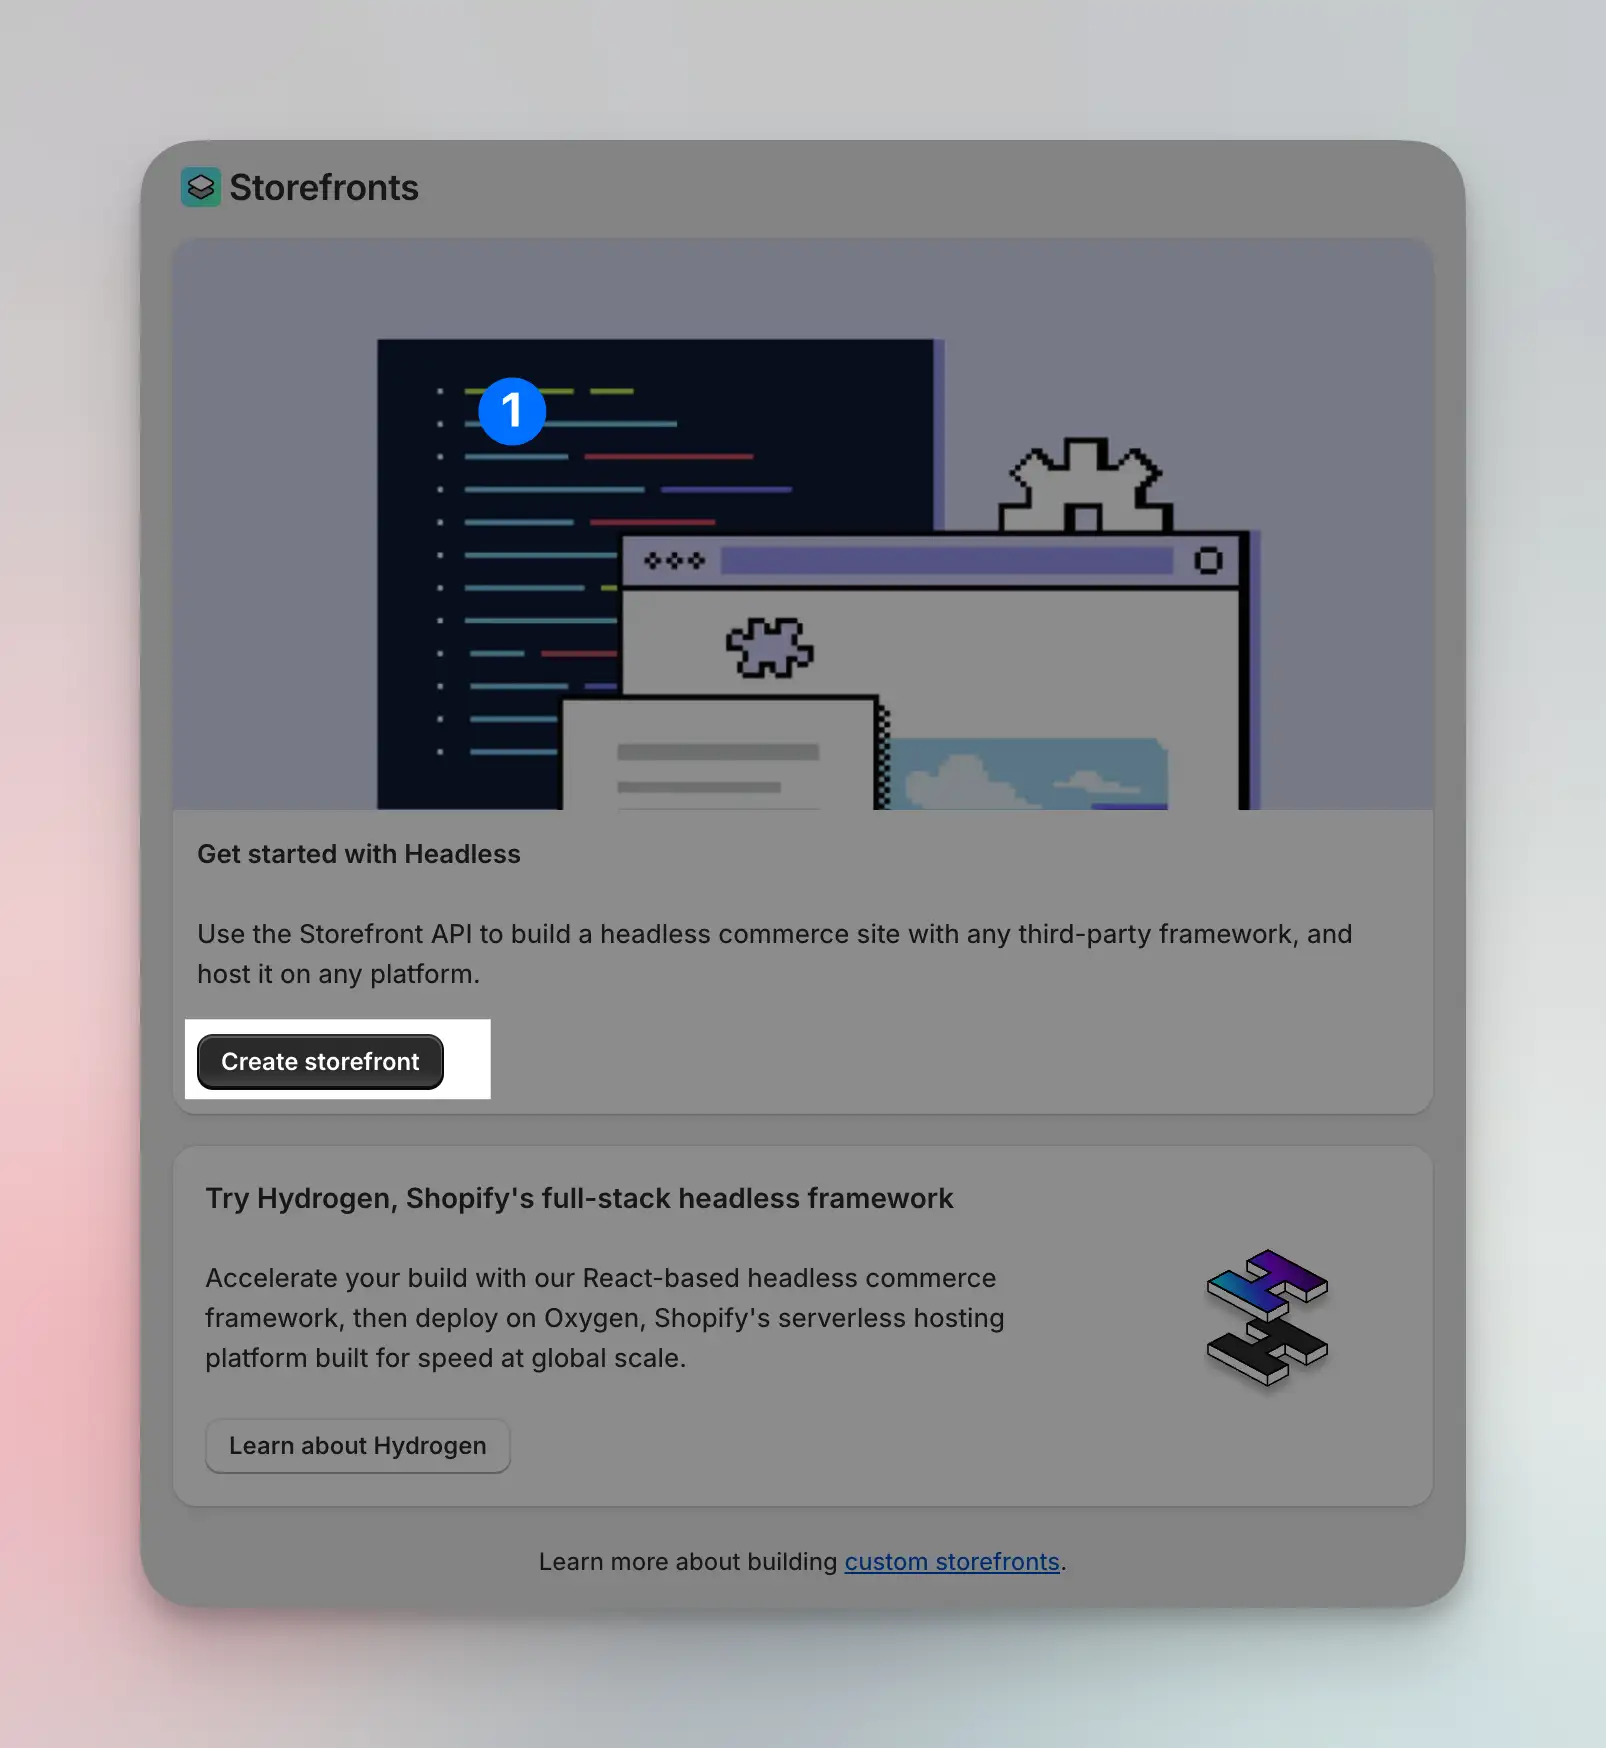 Storefronts
1
Get started with Headless
Use the Storefront API to build a headless commerce site with any third-party framework, and
host it on any platform.
Create storefront
Try Hydrogen, Shopify's full-stack headless framework
Accelerate your build with our React-based headless commerce
framework, then deploy on Oxygen, Shopify's serverless hosting
platform built for speed at global scale.
Learn about Hydrogen
Learn more about building custom storefronts.